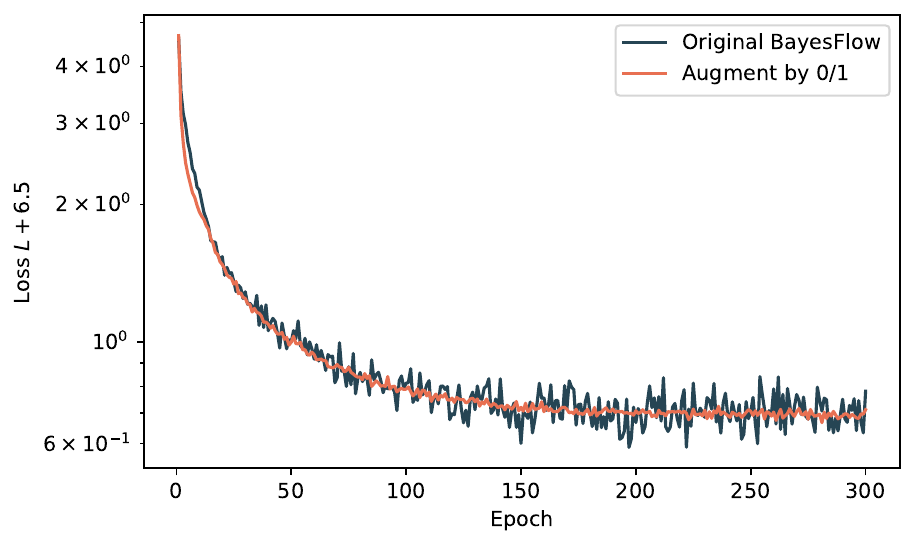 Original BayesFlow
Augment by 0/1
4 × 10⁰
3 × 10⁰
2 × 10⁰
10⁰
6 × 10⁻¹
Loss L + 6.5
0 50 100 150 200 250 300
Epoch